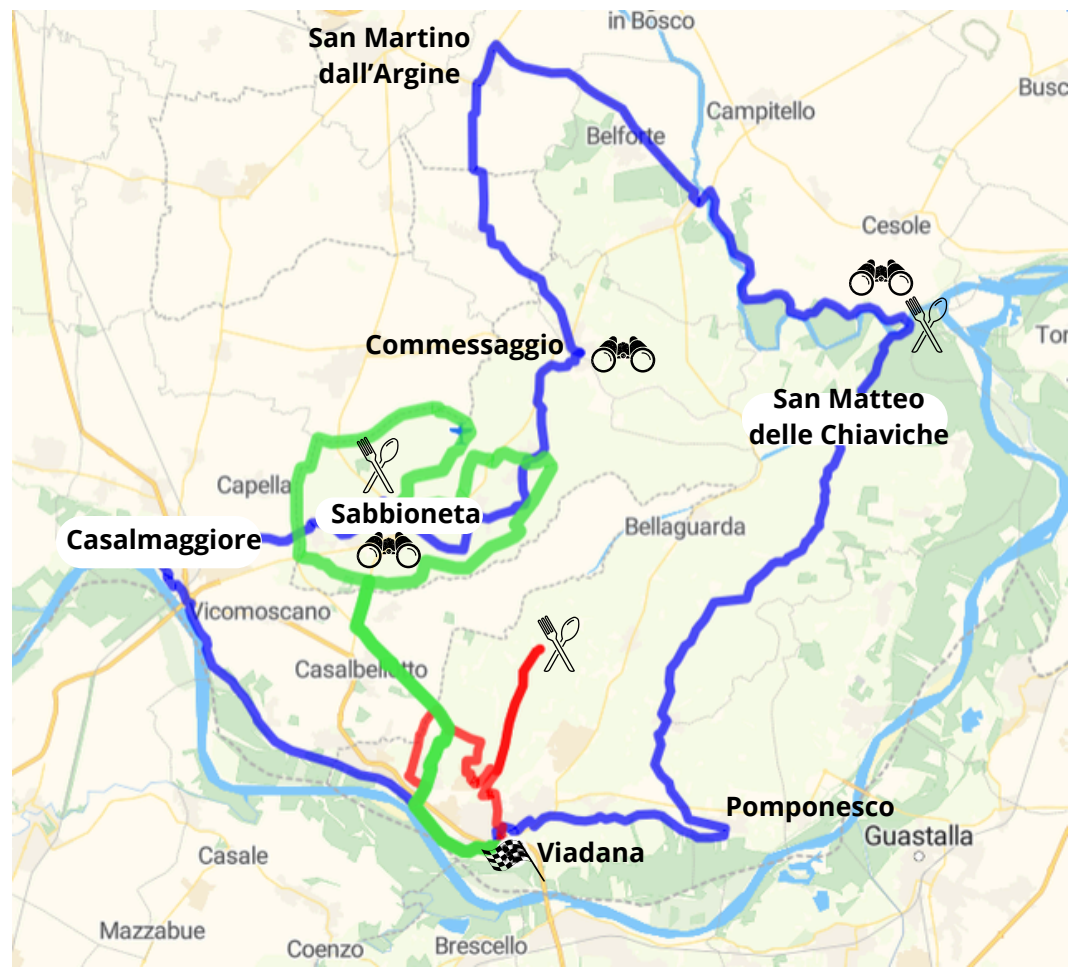 in Bosco
San Martino
dall’Argine
Busc
Campitello
Belforte
Cesole
Tor
Commessaggio
San Matteo
delle Chiaviche
Capella
Sabbioneta
Bellaguarda
Casalmaggiore
Vicomoscano
Casalbellotto
Pomponesco
Guastalla
Viadana
Casale
Mazzabue
Coenzo
Brescello